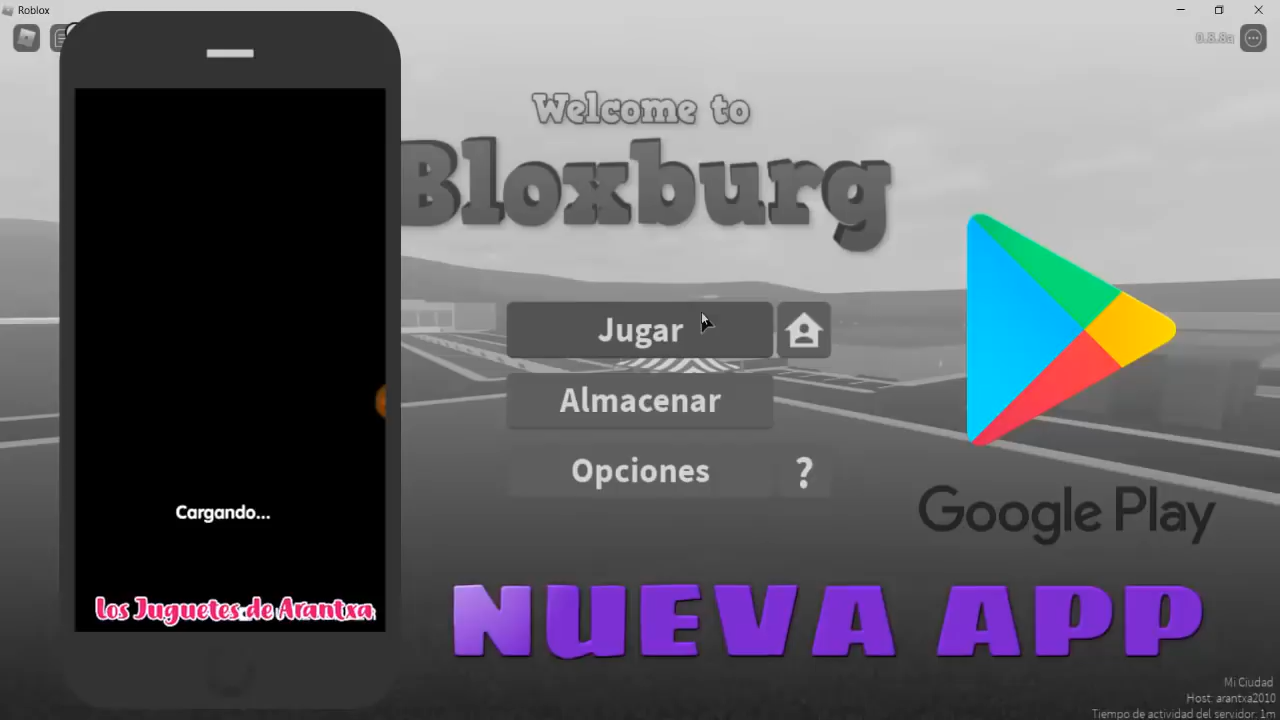 Roblox
0.8.8a
Welcome to
Bloxburg
Jugar
Almacenar
Opciones
?
Cargando...
Los Juguetes de Arantxa
Google Play
NUEVA APP
Mi Ciudad
Host: arantxa2010
Tiempo de actividad del servidor: 1m